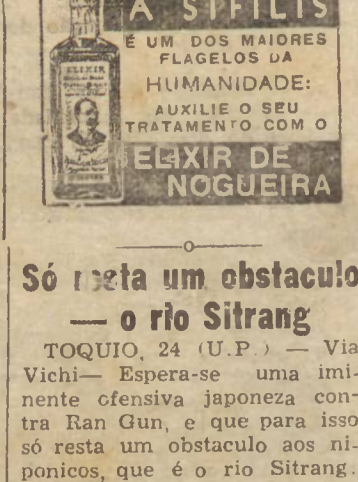 A SIFILIS
É UM DOS MAIORES
FLAGELOS DA
HUMANIDADE:
AUXILIE O SEU
TRATAMENTO COM O
ELIXIR DE
NOGUEIRA
ELIXIR
Só resta um obstaculo
— o rio Sitrang
TOQUIO, 24 (U.P.) — Via
Vichi— Espera-se uma imi-
nente ofensiva japoneza con-
tra Ran Gun, e que para isso
só resta um obstaculo aos ni-
ponicos, que é o rio Sitrang.